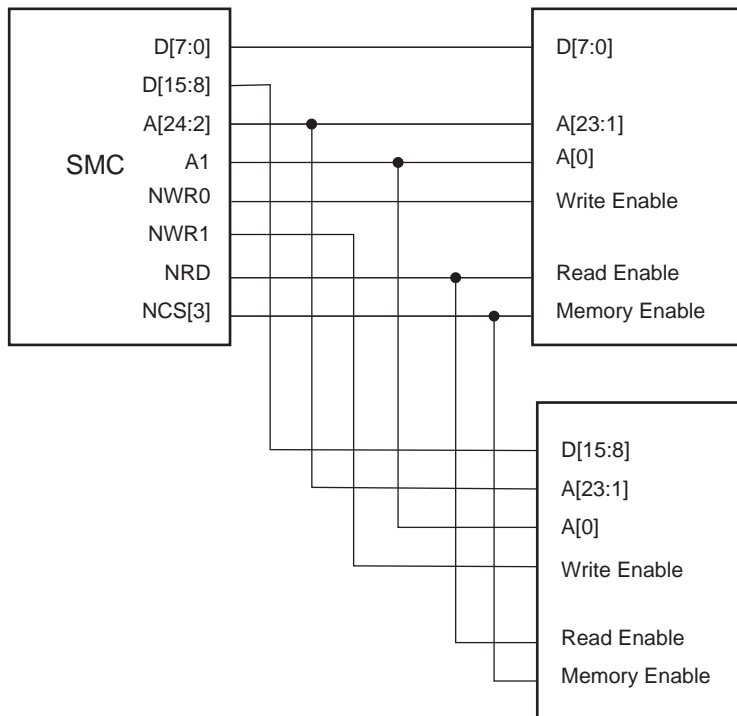 SMC
D[7:0]
D[15:8]
A[24:2]
A1
NWR0
NWR1
NRD
NCS[3]
D[7:0]
A[23:1]
A[0]
Write Enable
Read Enable
Memory Enable
D[15:8]
A[23:1]
A[0]
Write Enable
Read Enable
Memory Enable